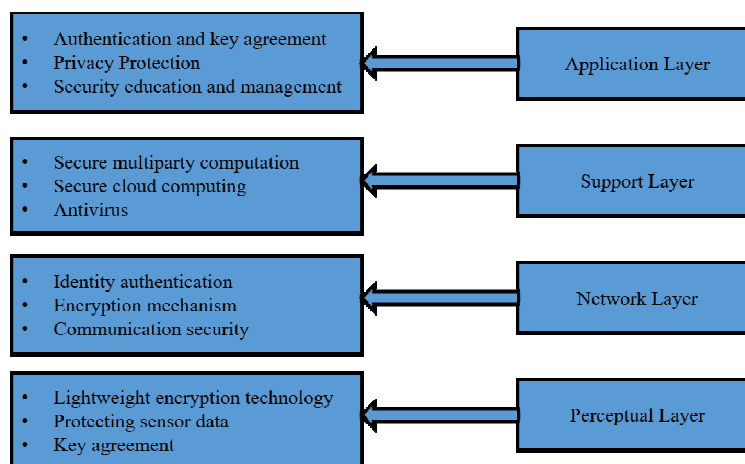 • Authentication and key agreement
• Privacy Protection
• Security education and management
Application Layer
• Secure multiparty computation
• Secure cloud computing
• Antivirus
Support Layer
• Identity authentication
• Encryption mechanism
• Communication security
Network Layer
• Lightweight encryption technology
• Protecting sensor data
• Key agreement
Perceptual Layer